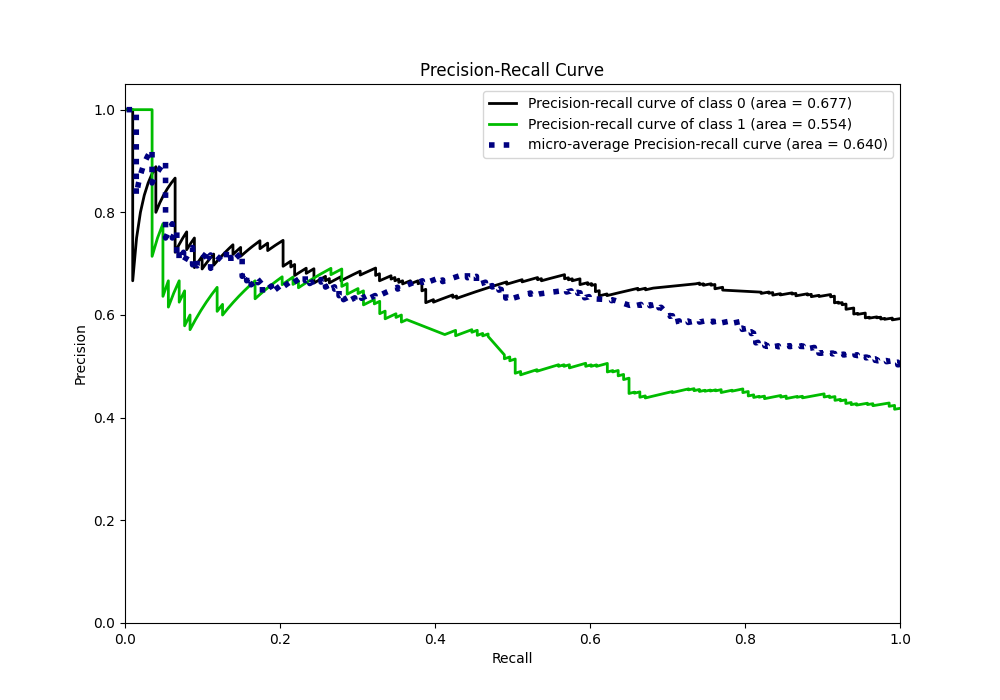 Precision-Recall Curve
Precision-recall curve of class 0 (area = 0.677)
Precision-recall curve of class 1 (area = 0.554)
micro-average Precision-recall curve (area = 0.640)
1.0
0.8
0.6
0.4
0.2
0.0
Precision
0.0 0.2 0.4 0.6 0.8 1.0
Recall